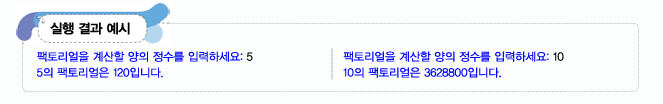 실행 결과 예시
팩토리얼을 계산할 양의 정수를 입력하세요: 5
5의 팩토리얼은 120입니다.
팩토리얼을 계산할 양의 정수를 입력하세요: 10
10의 팩토리얼은 3628800입니다.